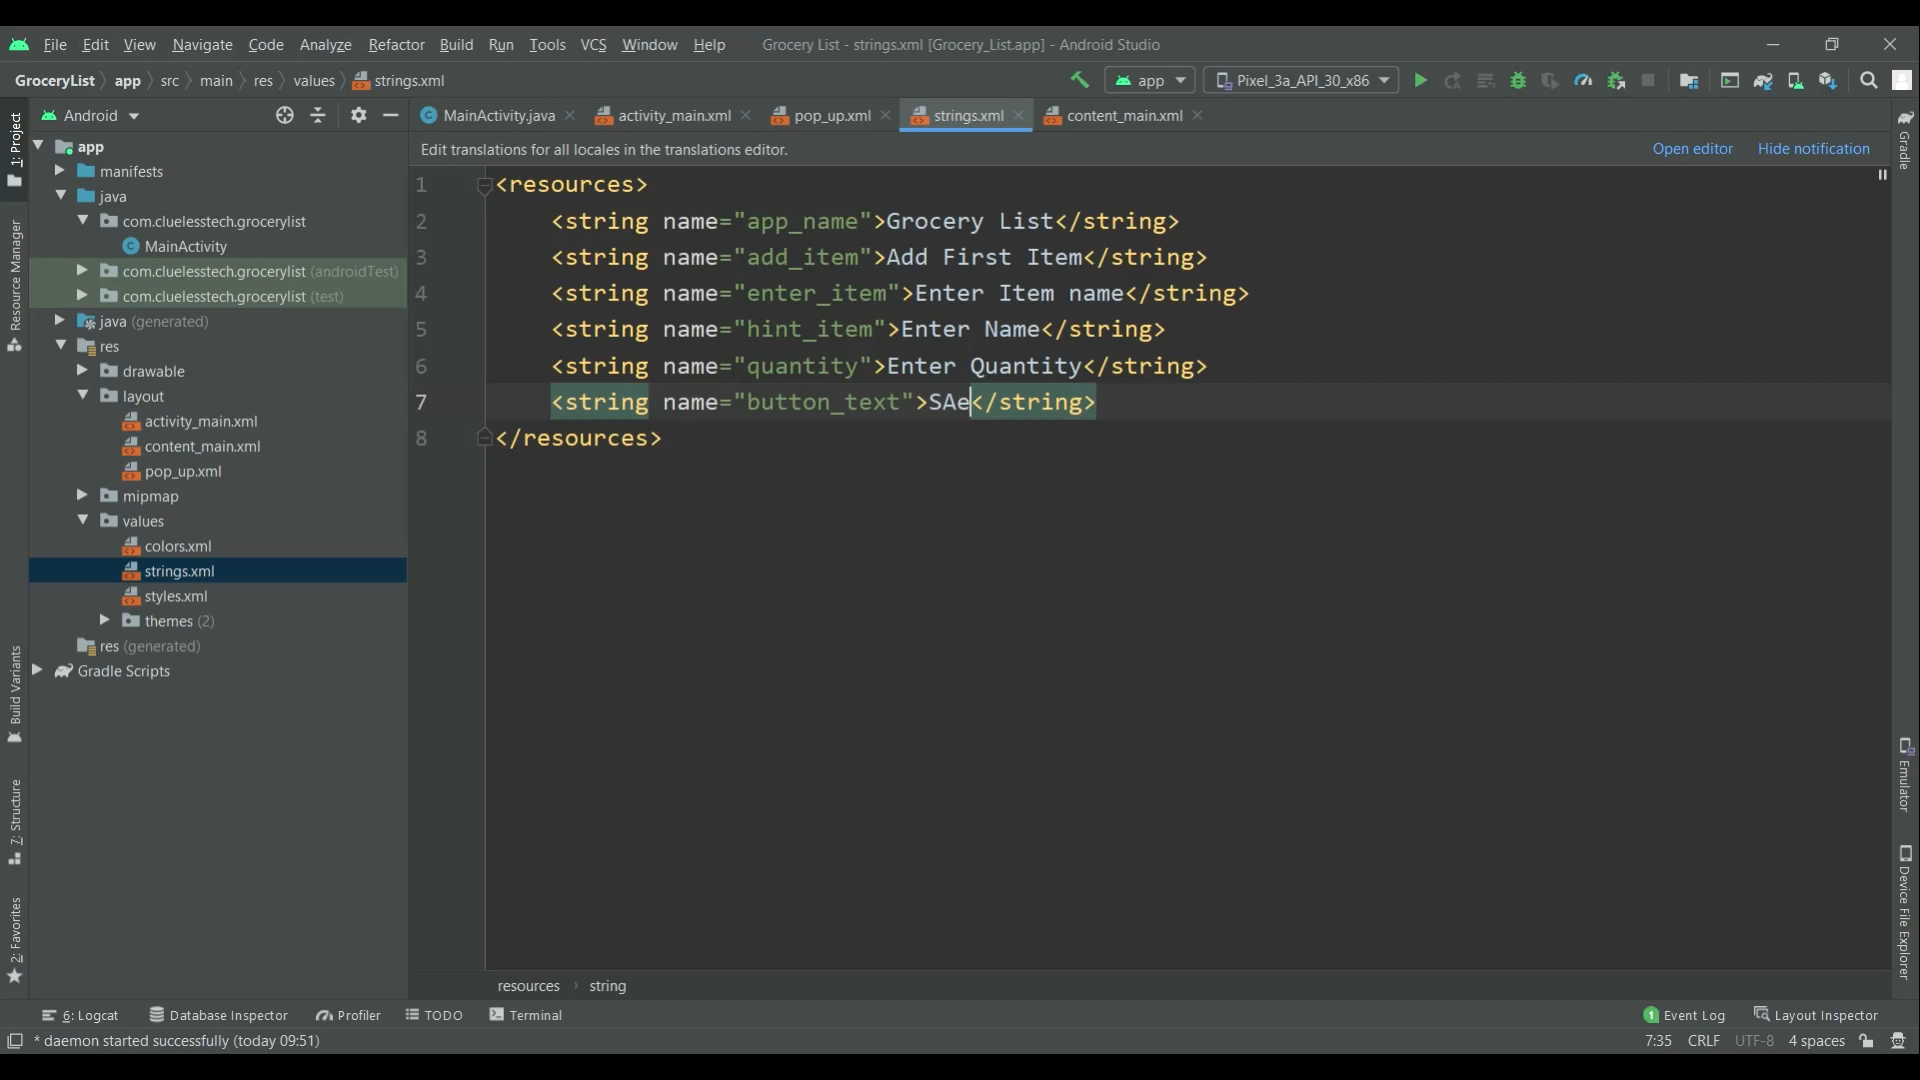 File Edit View Navigate Code Analyze Refactor Build Run Tools VCS Window Help Grocery List - strings.xml [Grocery_List.app] - Android Studio
GroceryList app src main res values strings.xml app Pixel_3a_API_30_x86
Android MainActivity.java activity_main.xml pop_up.xml strings.xml content_main.xml
Edit translations for all locales in the translations editor. Open editor Hide notification
1: Project
Resource Manager
Build Variants
7: Structure
2: Favorites
app
manifests
java
com.cluelesstech.grocerylist
MainActivity
com.cluelesstech.grocerylist (androidTest)
com.cluelesstech.grocerylist (test)
java (generated)
res
drawable
layout
activity_main.xml
content_main.xml
pop_up.xml
mipmap
values
colors.xml
strings.xml
styles.xml
themes (2)
res (generated)
Gradle Scripts
1 <resources>
2 <string name="app_name">Grocery List</string>
3 <string name="add_item">Add First Item</string>
4 <string name="enter_item">Enter Item name</string>
5 <string name="hint_item">Enter Name</string>
6 <string name="quantity">Enter Quantity</string>
7 <string name="button_text">SAe</string>
8 </resources>
Gradle
Emulator
Device File Explorer
resources › string
6: Logcat Database Inspector Profiler TODO Terminal 1 Event Log Layout Inspector
* daemon started successfully (today 09:51) 7:35 CRLF UTF-8 4 spaces